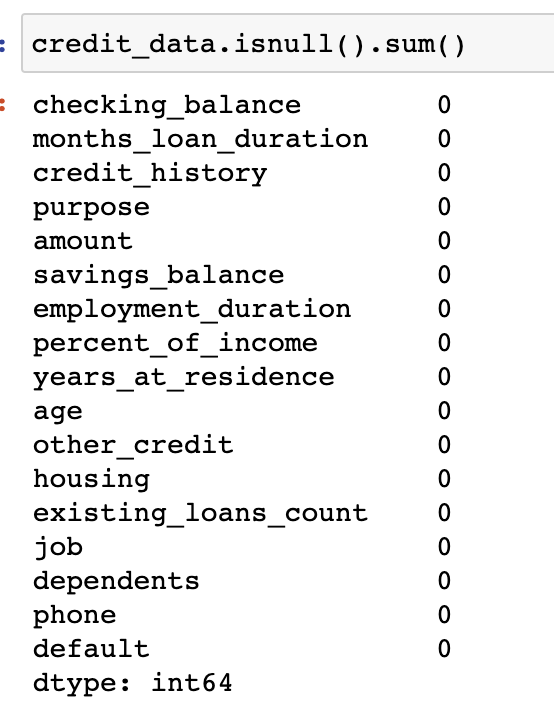 credit_data.isnull().sum()
checking_balance 0
months_loan_duration 0
credit_history 0
purpose 0
amount 0
savings_balance 0
employment_duration 0
percent_of_income 0
years_at_residence 0
age 0
other_credit 0
housing 0
existing_loans_count 0
job 0
dependents 0
phone 0
default 0
dtype: int64